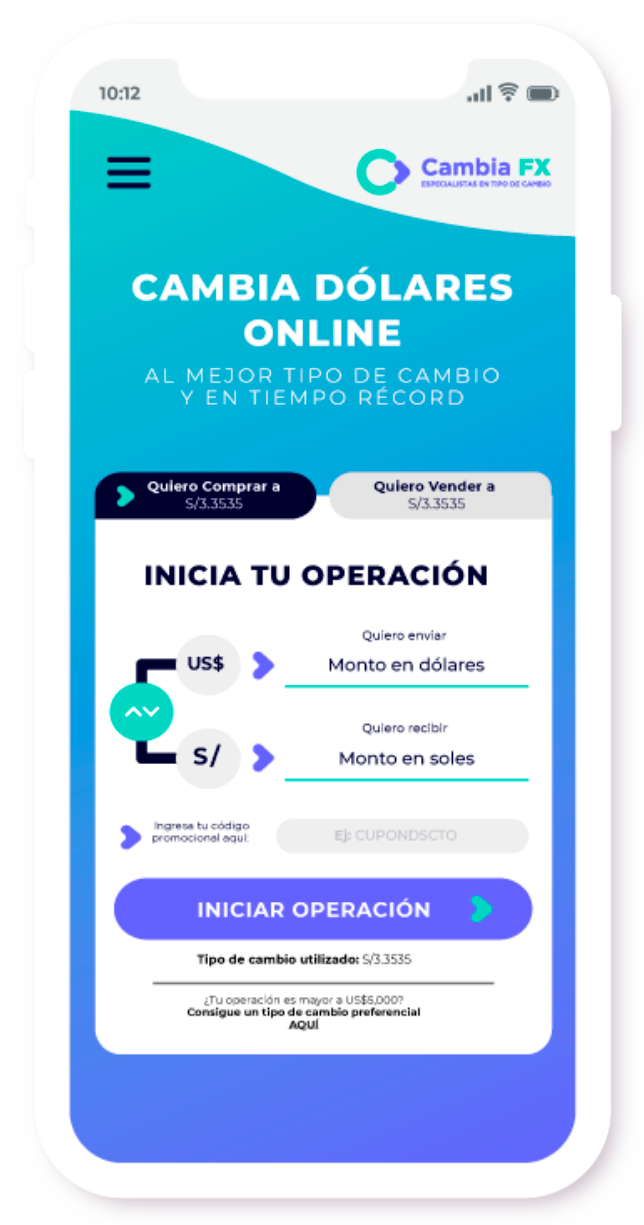 10:12
Cambia FX
ESPECIALISTAS EN TIPO DE CAMBIO
CAMBIA DÓLARES
ONLINE
AL MEJOR TIPO DE CAMBIO
Y EN TIEMPO RÉCORD
Quiero Comprar a
S/3.3535
Quiero Vender a
S/3.3535
INICIA TU OPERACIÓN
Quiero enviar
US$
Monto en dólares
Quiero recibir
S/
Monto en soles
Ingresa tu código
promocional aquí:
Ej: CUPONDSCTO
INICIAR OPERACIÓN
Tipo de cambio utilizado: S/3.3535
¿Tu operación es mayor a US$5,000?
Consigue un tipo de cambio preferencial
AQUÍ